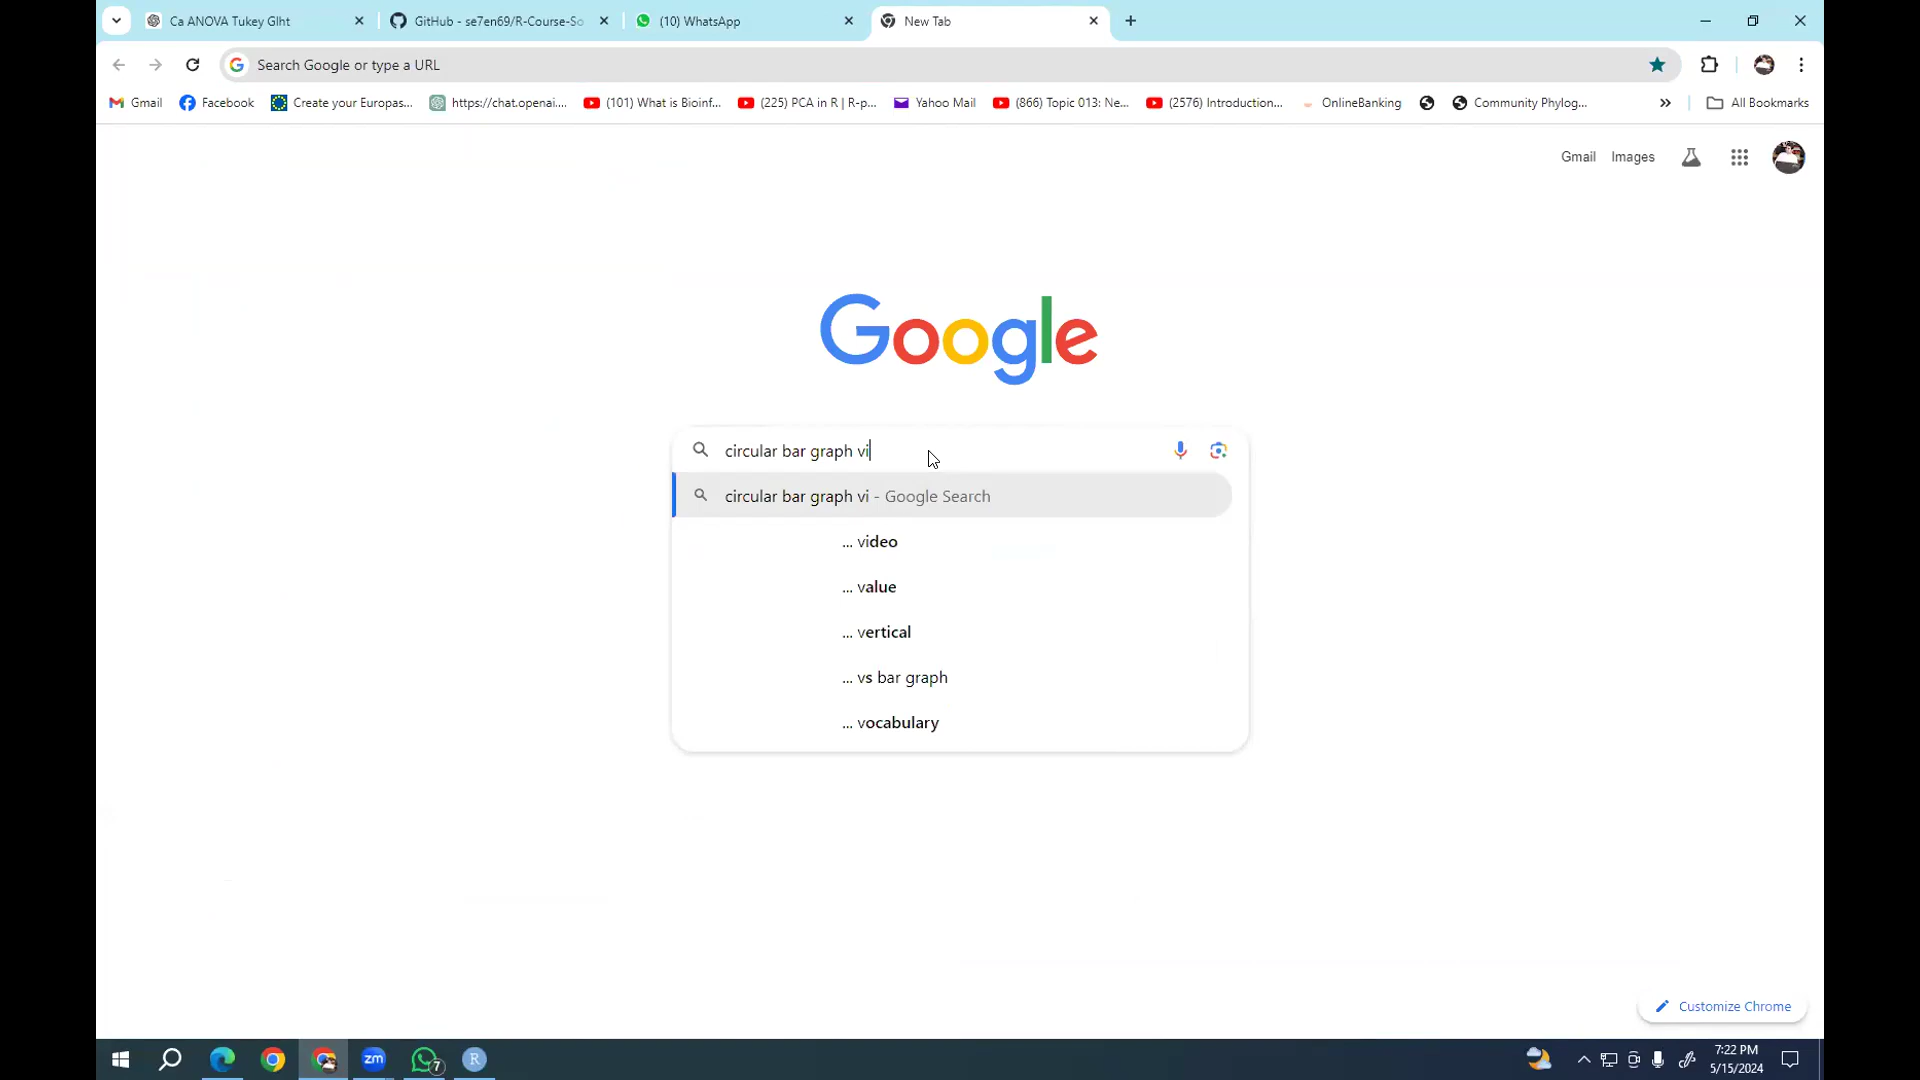 Ca ANOVA Tukey Glht
GitHub - se7en69/R-Course-So
(10) WhatsApp
New Tab
Search Google or type a URL
Gmail
Facebook
Create your Europas...
https://chat.openai....
(101) What is Bioinf...
(225) PCA in R | R-p...
Yahoo Mail
(866) Topic 013: Ne...
(2576) Introduction...
OnlineBanking
Community Phylog...
All Bookmarks
Gmail
Images
Google
circular bar graph vi
circular bar graph vi - Google Search
... video
... value
... vertical
... vs bar graph
... vocabulary
Customize Chrome
zm
7
R
7:22 PM
5/15/2024